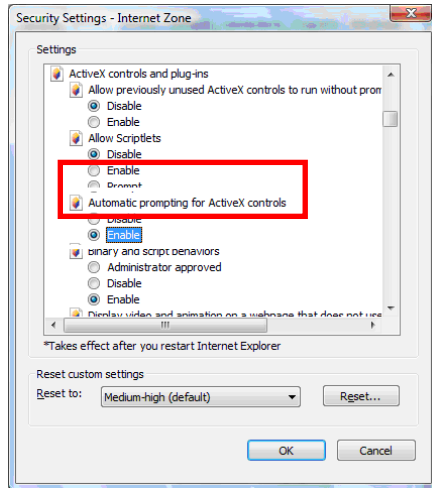 Security Settings - Internet Zone
Settings
ActiveX controls and plug-ins
Allow previously unused ActiveX controls to run without prom
Disable
Enable
Allow Scriptlets
Disable
Enable
Prompt
Automatic prompting for ActiveX controls
Disable
Enable
Binary and script behaviors
Administrator approved
Disable
Enable
Display video and animation on a webpage that does not use
*Takes effect after you restart Internet Explorer
Reset custom settings
Reset to: Medium-high (default) Reset...
OK Cancel